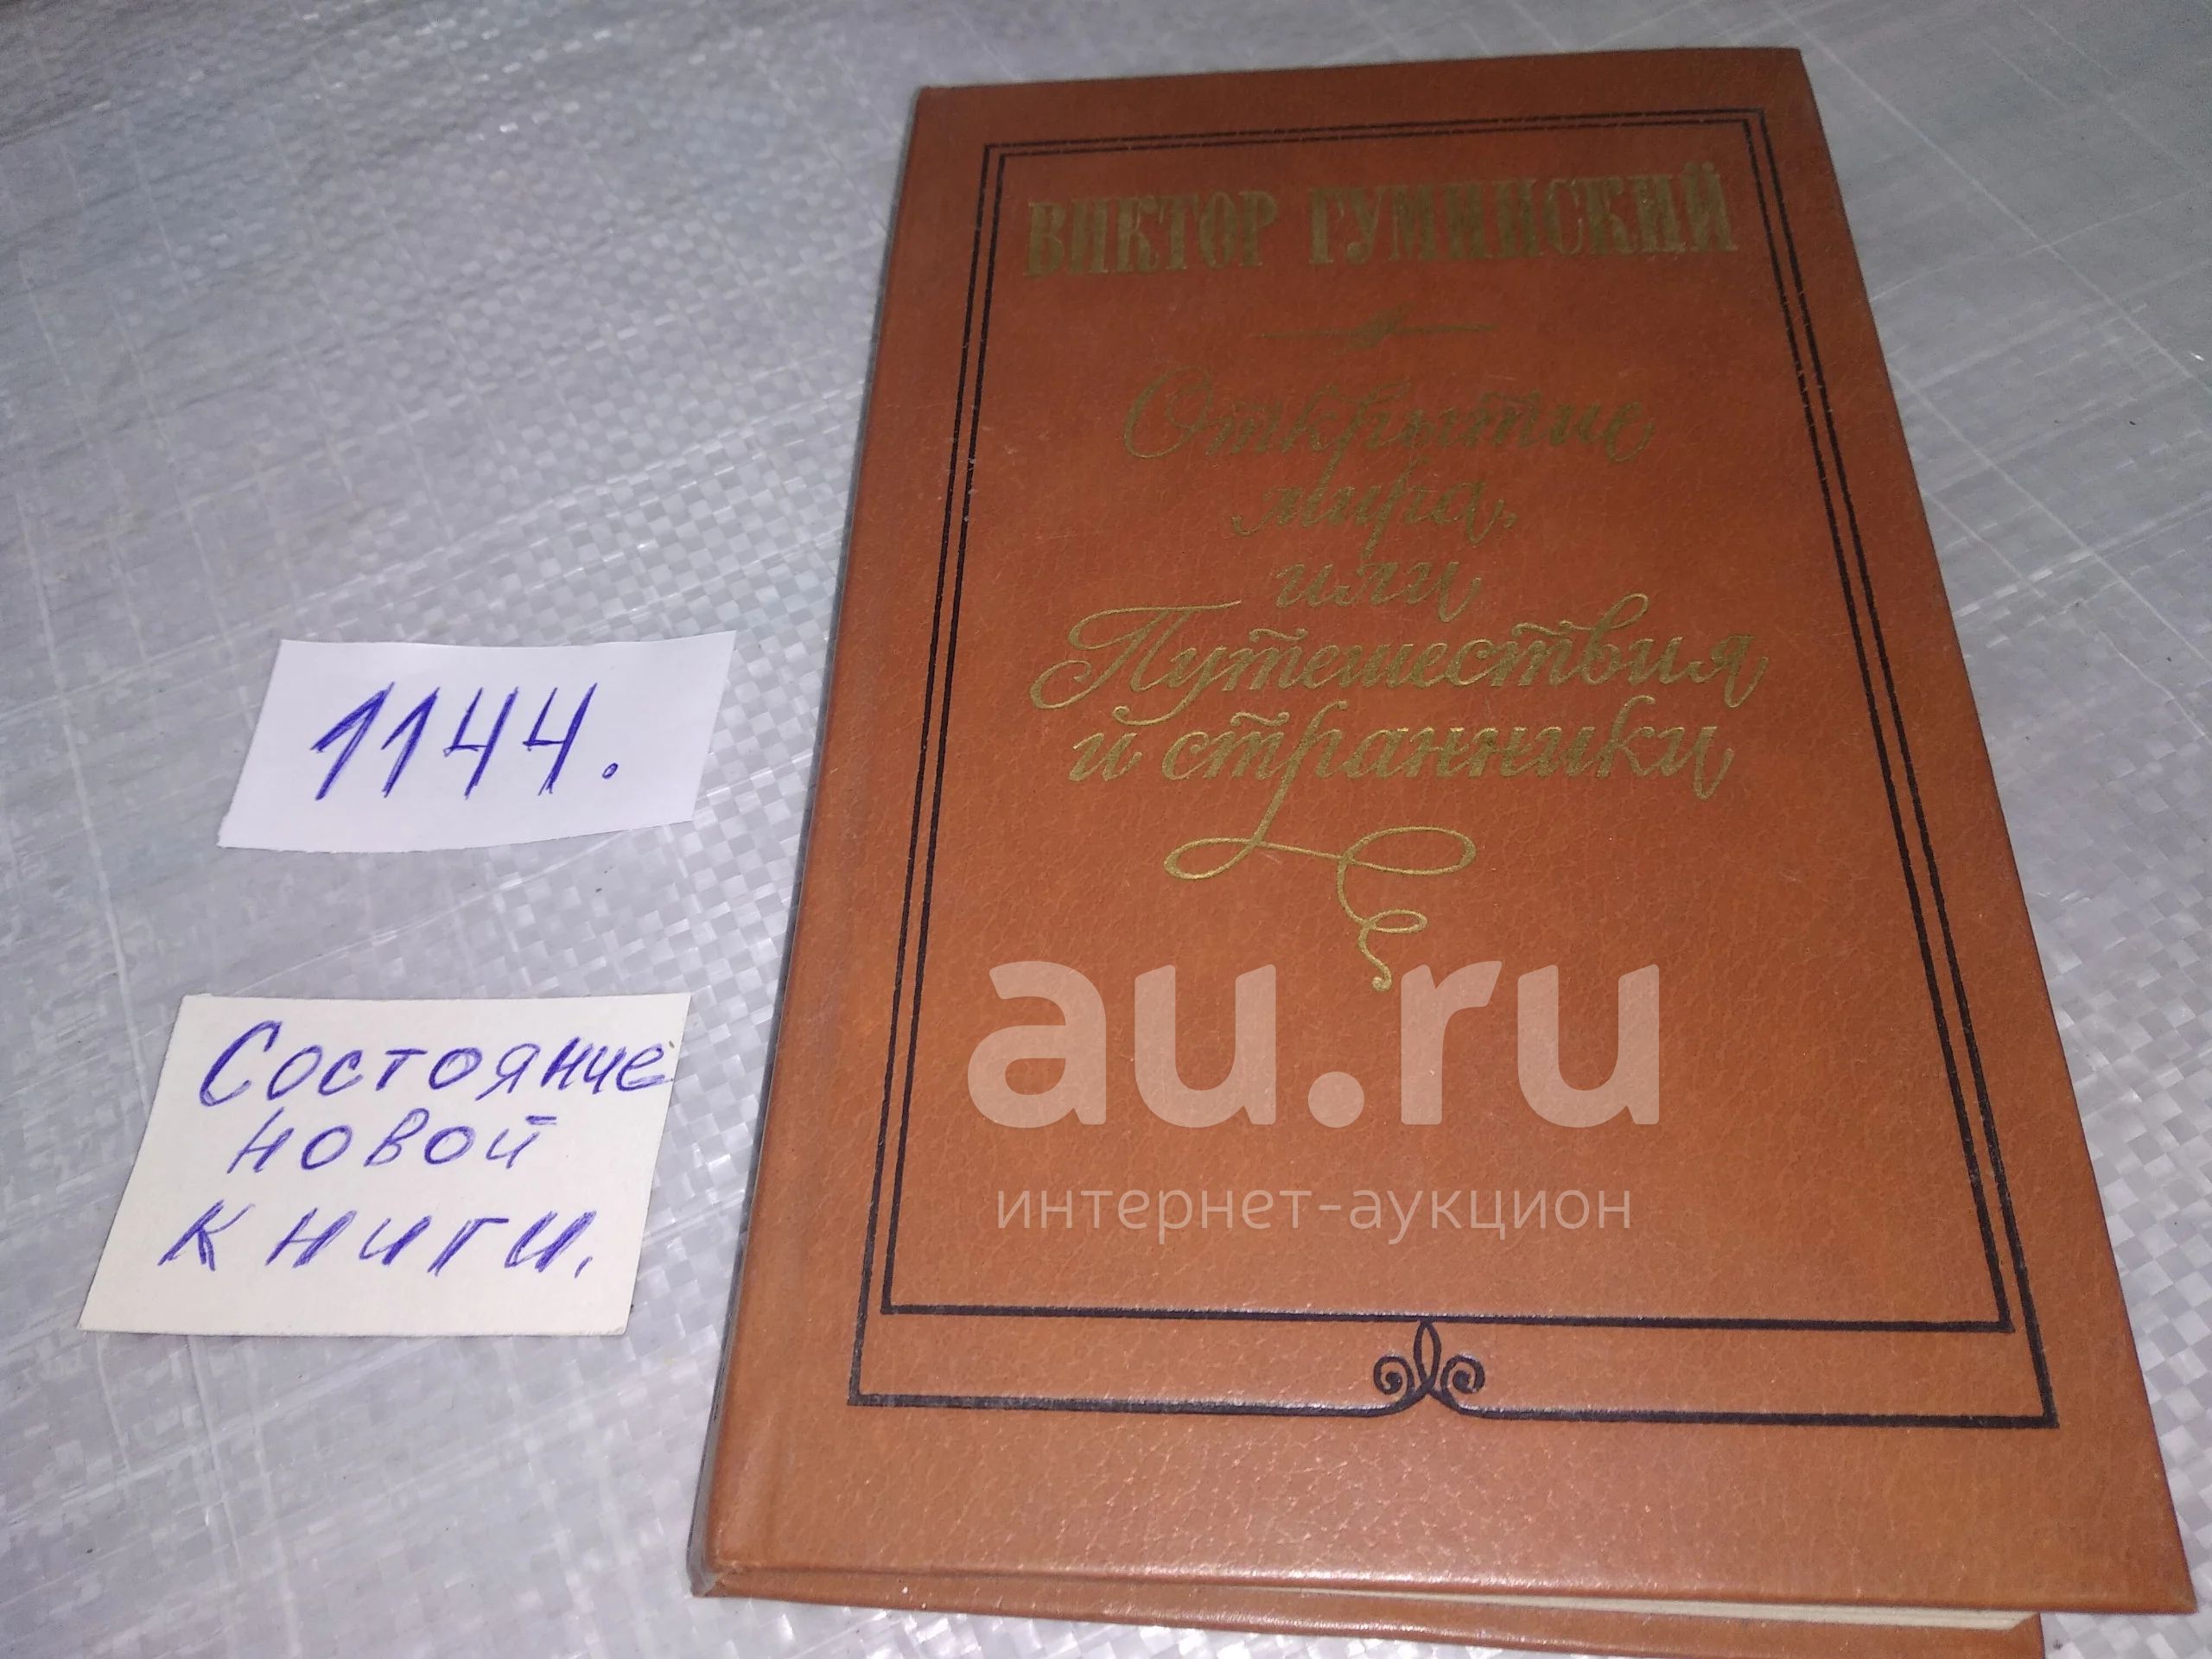 ВИКТОР ГУМИНСКИЙ
Открытие
мира,
или
Путешествия
и странники
1144.
Состояние
новой
книги.
au.ru
интернет-аукцион